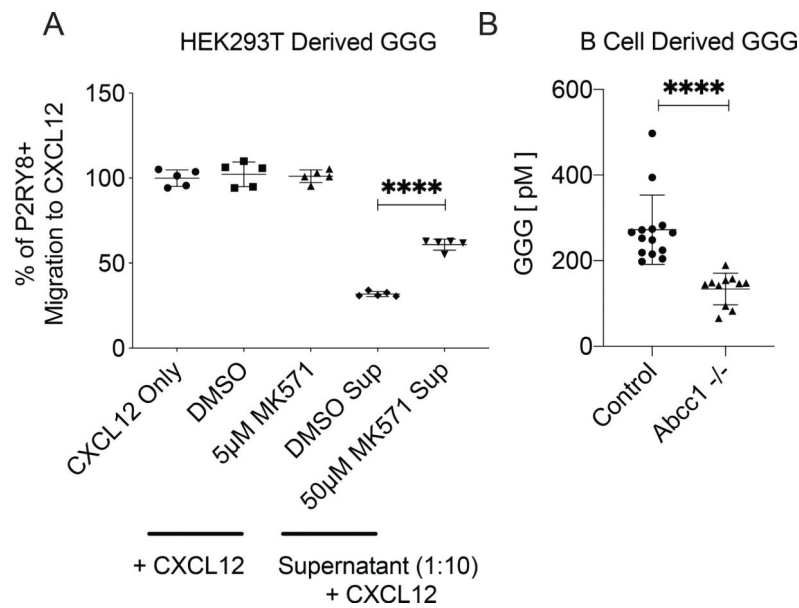 A
HEK293T Derived GGG
% of P2RY8+
Migration to CXCL12
150
100
50
0
****
CXCL12 Only
DMSO
5µM MK571
DMSO Sup
50µM MK571 Sup
+ CXCL12
Supernatant (1:10)
+ CXCL12
B
B Cell Derived GGG
GGG [ pM ]
600
400
200
0
****
Control
Abcc1 -/-